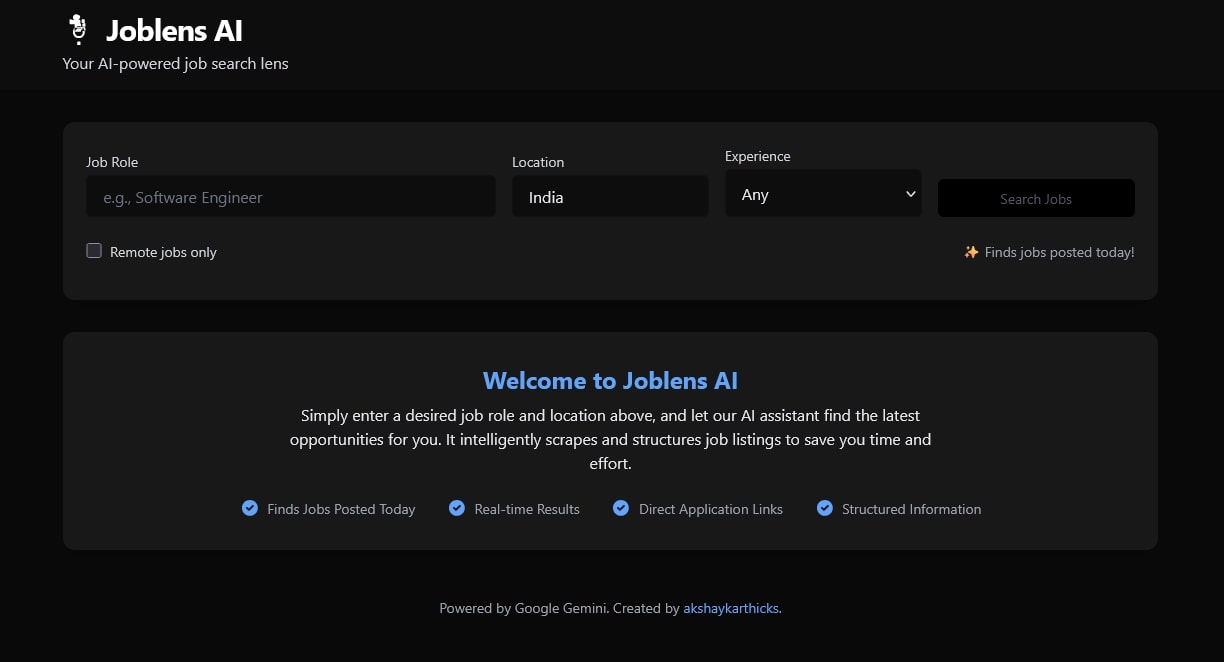 Joblens AI
Your AI-powered job search lens
Job Role
Location
Experience
e.g., Software Engineer
India
Any
Search Jobs
Remote jobs only
✨ Finds jobs posted today!
Welcome to Joblens AI
Simply enter a desired job role and location above, and let our AI assistant find the latest
opportunities for you. It intelligently scrapes and structures job listings to save you time and
effort.
Finds Jobs Posted Today
Real-time Results
Direct Application Links
Structured Information
Powered by Google Gemini. Created by akshaykarthicks.